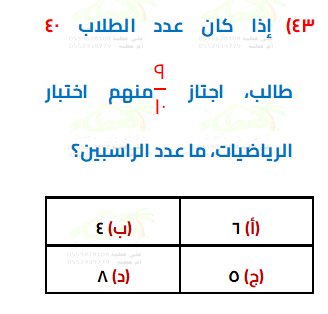 ٤٣) إذا كان عدد الطلاب ٤٠
طالب، اجتاز ٩/١٠ منهم اختبار
الرياضيات، ما عدد الراسبين؟
(أ) ٦ (ب) ٤
(ج) ٥ (د) ٨